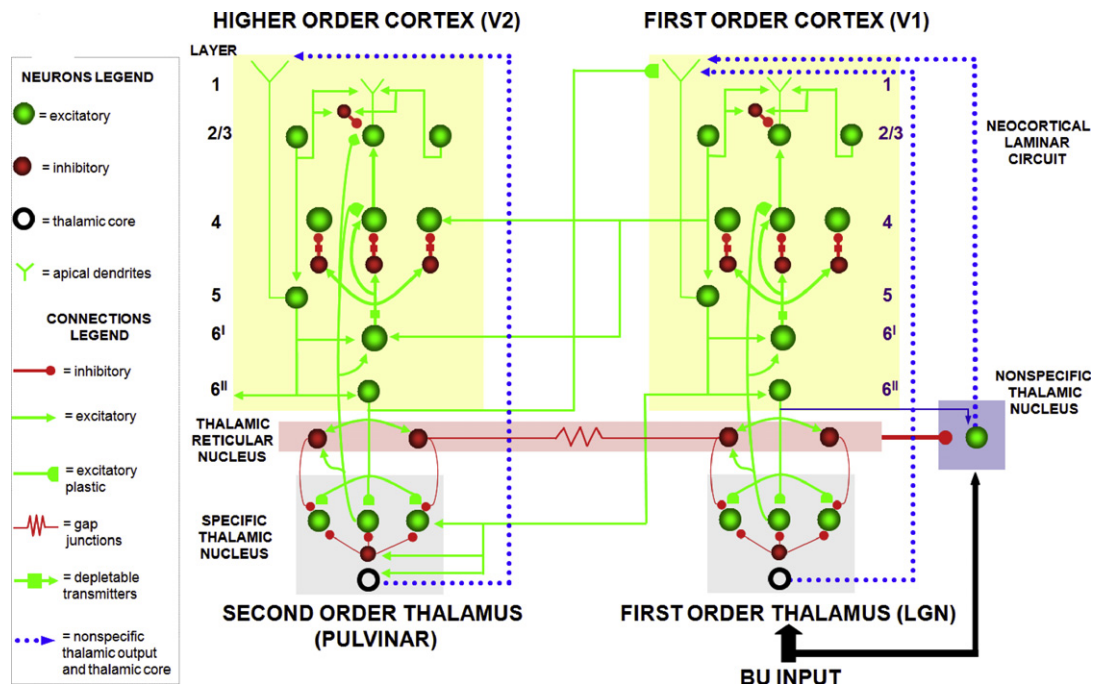 HIGHER ORDER CORTEX (V2)
FIRST ORDER CORTEX (V1)
LAYER
1
2/3
4
5
6ᴵ
6ᴵᴵ
1
2/3
4
5
6ᴵ
6ᴵᴵ
NEURONS LEGEND
= excitatory
= inhibitory
= thalamic core
= apical dendrites
CONNECTIONS
LEGEND
= inhibitory
= excitatory
= excitatory
plastic
= gap
junctions
= depletable
transmitters
= nonspecific
thalamic output
and thalamic core
NEOCORTICAL
LAMINAR
CIRCUIT
NONSPECIFIC
THALAMIC
NUCLEUS
THALAMIC
RETICULAR
NUCLEUS
SPECIFIC
THALAMIC
NUCLEUS
SECOND ORDER THALAMUS
(PULVINAR)
FIRST ORDER THALAMUS (LGN)
BU INPUT